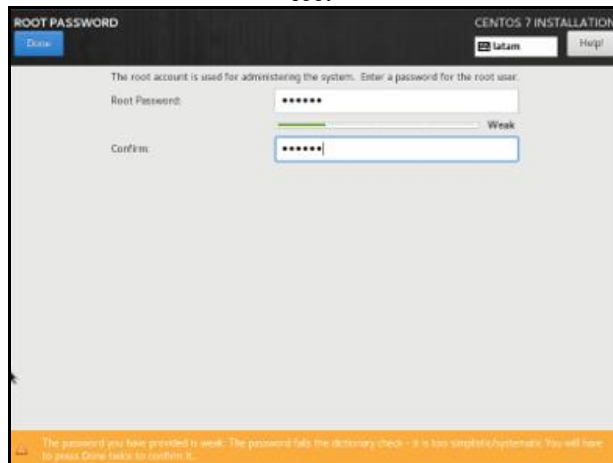 ROOT PASSWORD
CENTOS 7 INSTALLATION
Done
latam
Help!
The root account is used for administering the system. Enter a password for the root user.
Root Password:
••••••
Weak
Confirm:
••••••
The password you have provided is weak. The password fails the dictionary check - it is too simplistic/systematic. You will have
to press Done twice to confirm it.